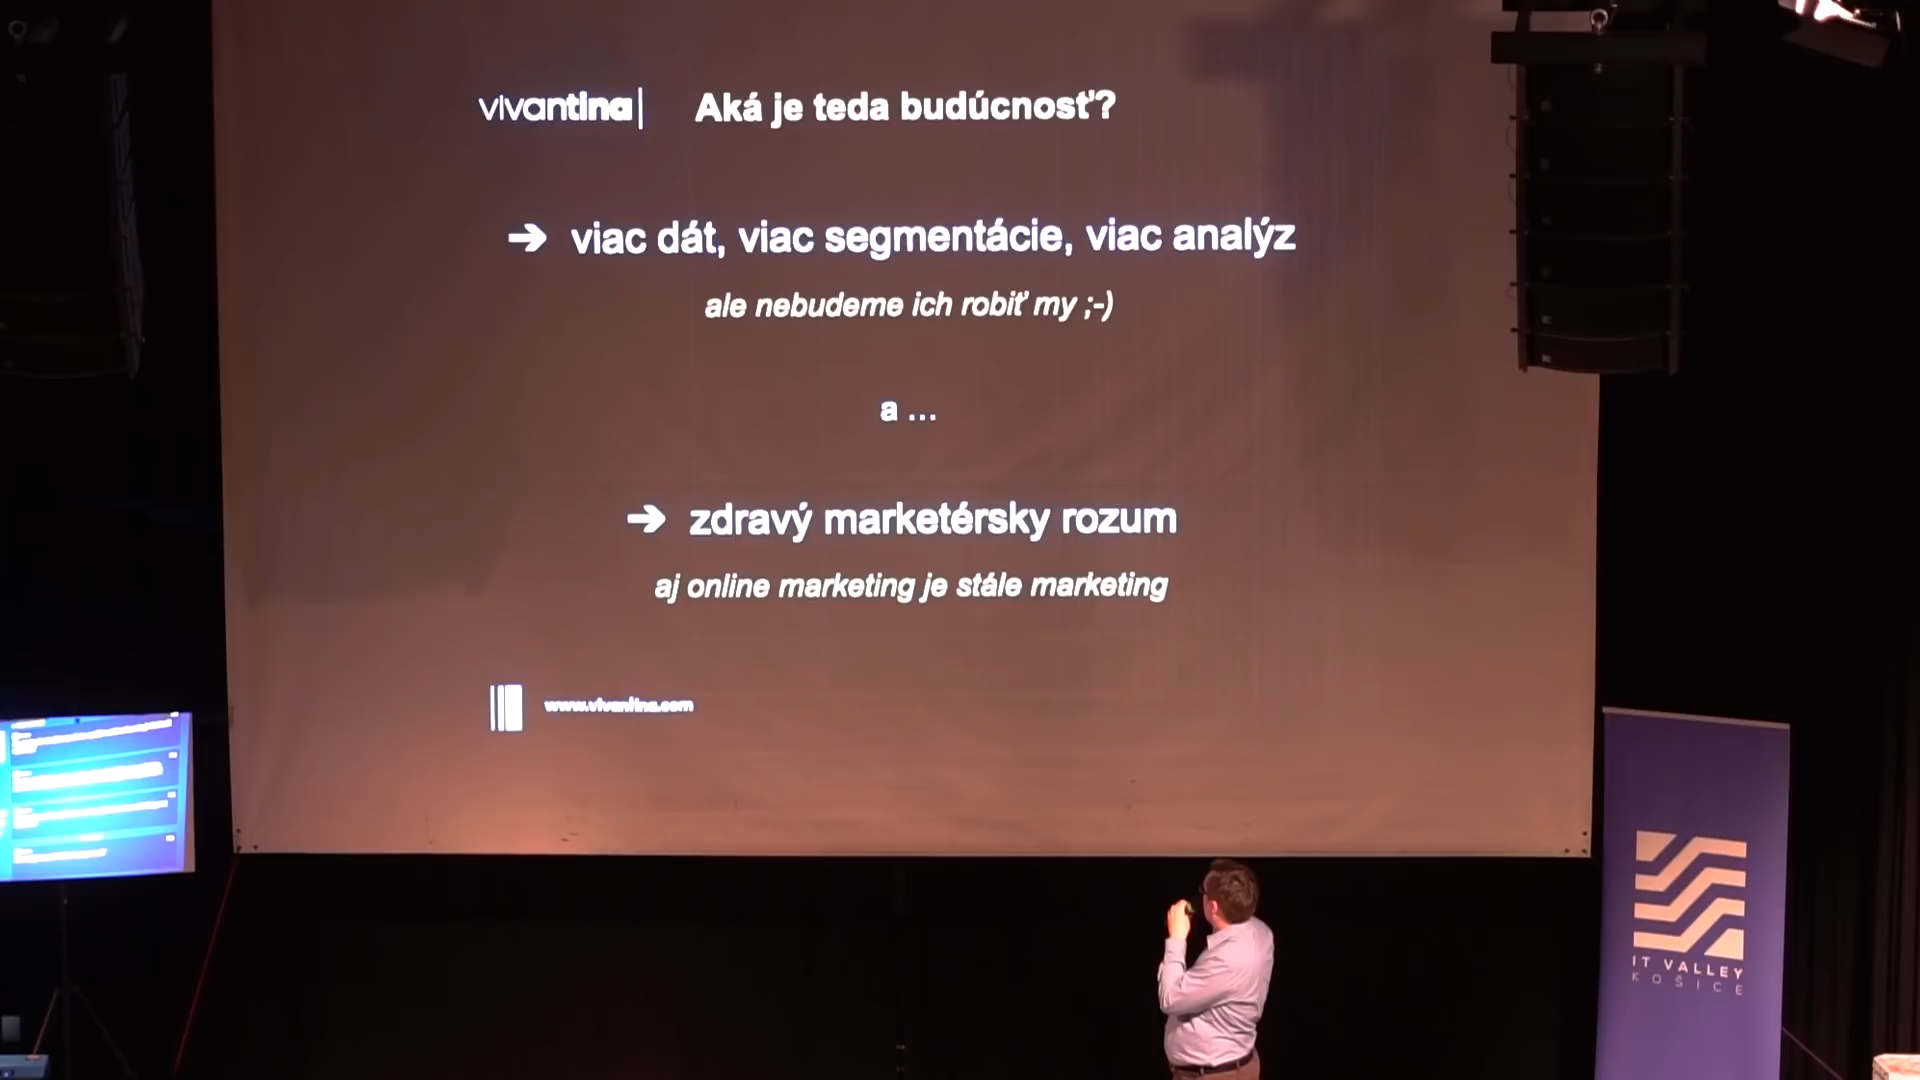 vivantina|
Aká je teda budúcnosť?
➔ viac dát, viac segmentácie, viac analýz
ale nebudeme ich robiť my ;-)
a ...
➔ zdravý marketérsky rozum
aj online marketing je stále marketing
www.vivantina.com
IT VALLEY
KOŠICE